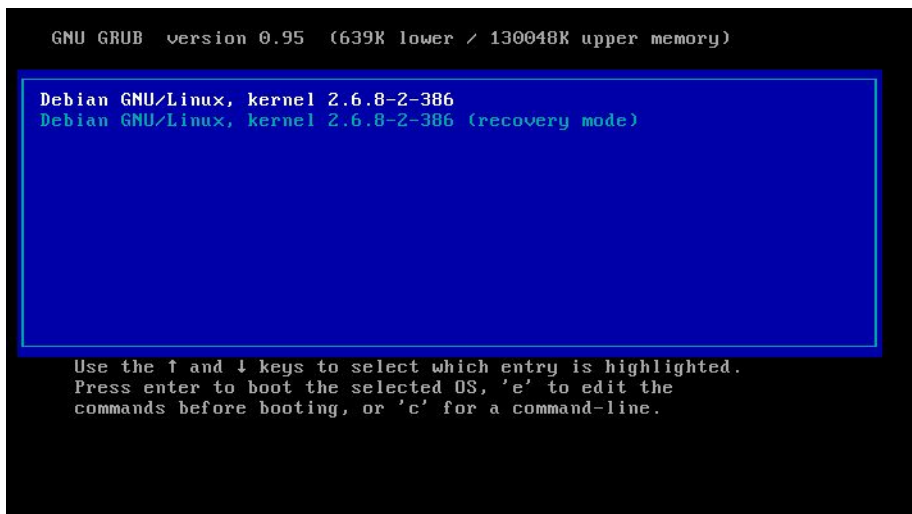 GNU GRUB  version 0.95  (639K lower / 130048K upper memory)
Debian GNU/Linux, kernel 2.6.8-2-386
Debian GNU/Linux, kernel 2.6.8-2-386 (recovery mode)
Use the ↑ and ↓ keys to select which entry is highlighted.
Press enter to boot the selected OS, 'e' to edit the
commands before booting, or 'c' for a command-line.